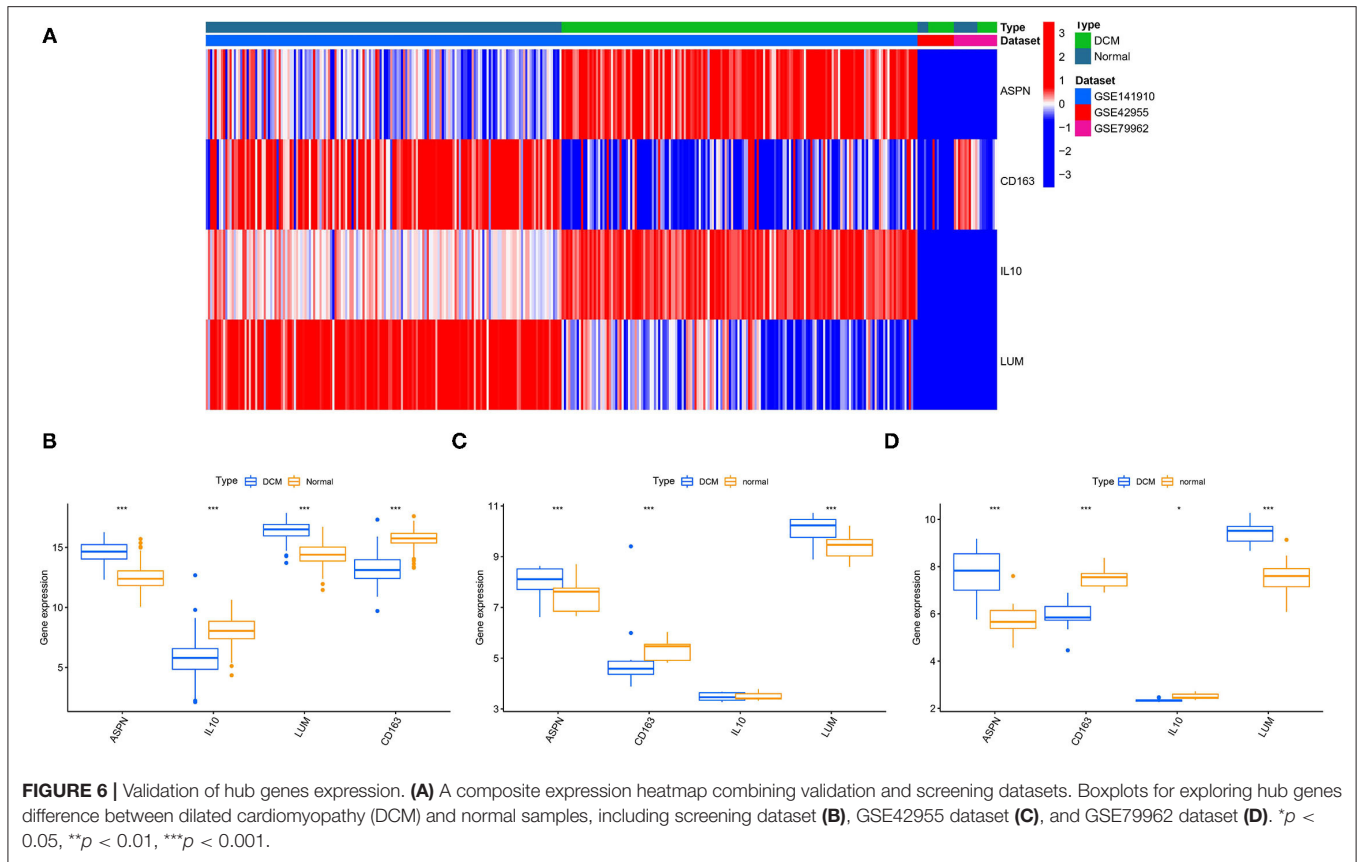 A
Type
Dataset
ASPN
CD163
IL10
LUM
3
2
1
0
−1
−2
−3
Type
DCM
Normal
Dataset
GSE141910
GSE42955
GSE79962
B
Type DCM Normal
*** *** *** ***
Gene expression
15
10
5
ASPN IL10 LUM CD163
C
Type DCM normal
*** *** ***
Gene expression
11
9
7
5
3
ASPN CD163 IL10 LUM
D
Type DCM normal
*** *** * ***
Gene expression
10
8
6
4
2
ASPN CD163 IL10 LUM
FIGURE 6 | Validation of hub genes expression. (A) A composite expression heatmap combining validation and screening datasets. Boxplots for exploring hub genes
difference between dilated cardiomyopathy (DCM) and normal samples, including screening dataset (B), GSE42955 dataset (C), and GSE79962 dataset (D). *p <
0.05, **p < 0.01, ***p < 0.001.